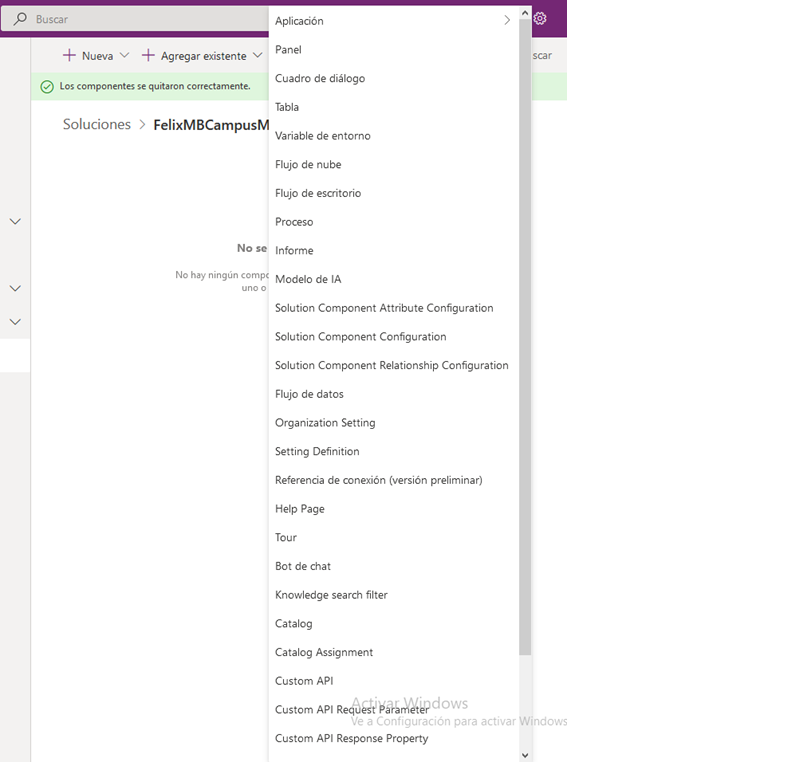 Buscar
Nueva
Agregar existente
scar
Los componentes se quitaron correctamente.
Soluciones > FelixMBCampusM
No se
No hay ningún compo
uno o
Aplicación
Panel
Cuadro de diálogo
Tabla
Variable de entorno
Flujo de nube
Flujo de escritorio
Proceso
Informe
Modelo de IA
Solution Component Attribute Configuration
Solution Component Configuration
Solution Component Relationship Configuration
Flujo de datos
Organization Setting
Setting Definition
Referencia de conexión (versión preliminar)
Help Page
Tour
Bot de chat
Knowledge search filter
Catalog
Catalog Assignment
Custom API
Custom API Request Parameter
Custom API Response Property
Activar Windows
Ve a Configuración para activar Windows